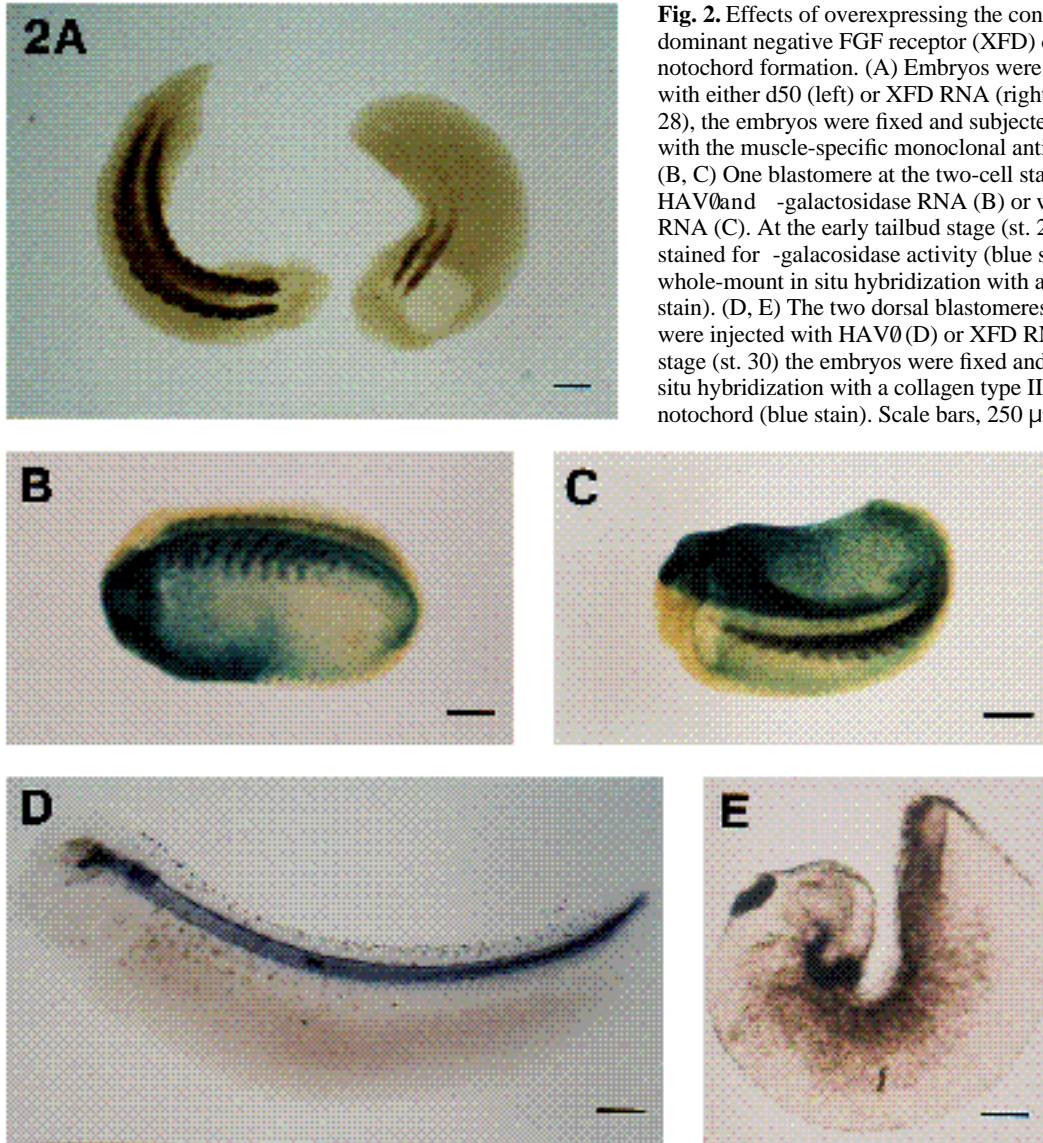 2A
Fig. 2. Effects of overexpressing the con
dominant negative FGF receptor (XFD) o
notochord formation. (A) Embryos were
with either d50 (left) or XFD RNA (right
28), the embryos were fixed and subjecte
with the muscle-specific monoclonal anti
(B, C) One blastomere at the two-cell sta
HAVØand -galactosidase RNA (B) or w
RNA (C). At the early tailbud stage (st. 2
stained for -galacosidase activity (blue s
whole-mount in situ hybridization with a
stain). (D, E) The two dorsal blastomeres
were injected with HAVØ (D) or XFD RN
stage (st. 30) the embryos were fixed and
situ hybridization with a collagen type II
notochord (blue stain). Scale bars, 250 µ
B
C
D
E